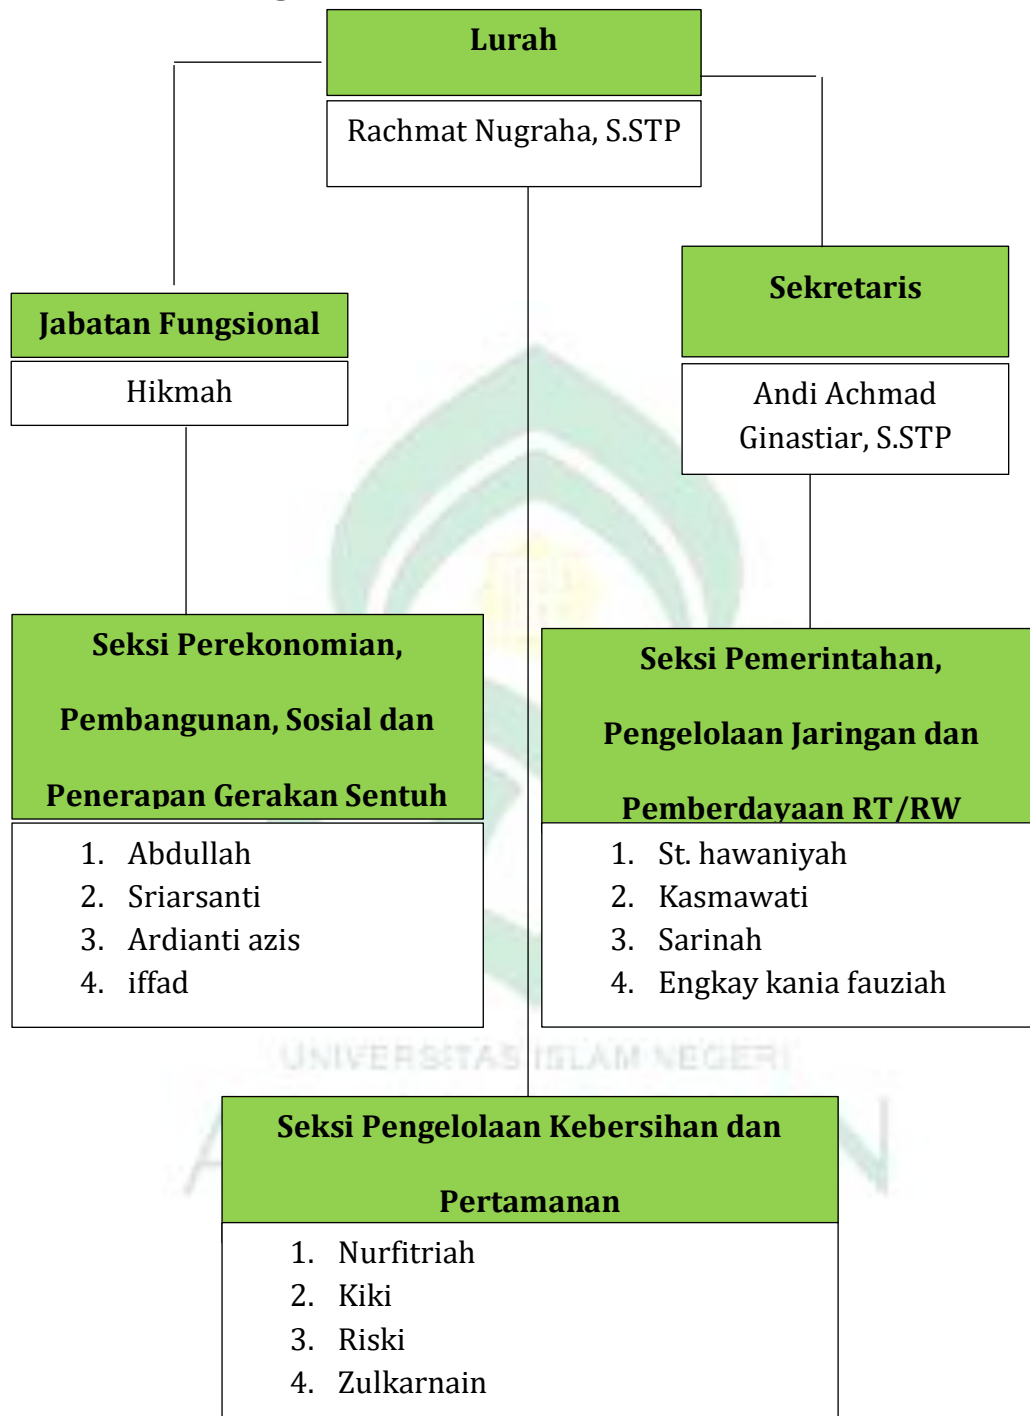 Lurah
Rachmat Nugraha, S.STP
Jabatan Fungsional
Hikmah
Sekretaris
Andi Achmad
Ginastiar, S.STP
Seksi Perekonomian,
Pembangunan, Sosial dan
Penerapan Gerakan Sentuh
1. Abdullah
2. Sriarsanti
3. Ardianti azis
4. iffad
Seksi Pemerintahan,
Pengelolaan Jaringan dan
Pemberdayaan RT/RW
1. St. hawaniyah
2. Kasmawati
3. Sarinah
4. Engkay kania fauziah
UNIVERSITAS ISLAM NEGERI
Seksi Pengelolaan Kebersihan dan
Pertamanan
1. Nurfitriah
2. Kiki
3. Riski
4. Zulkarnain